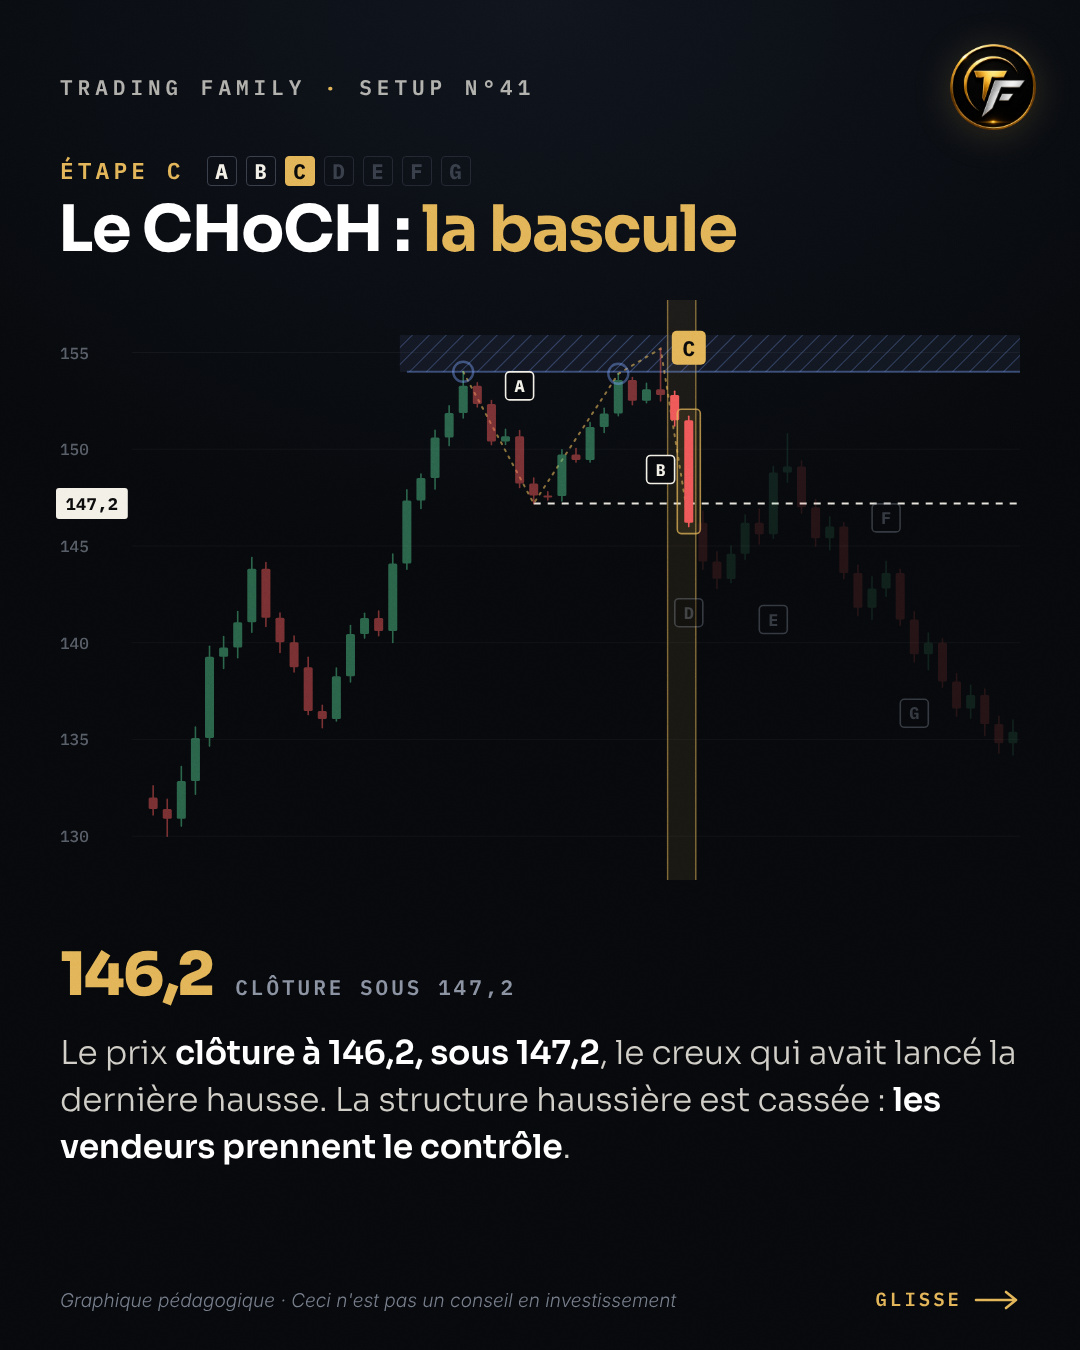 TRADING FAMILY · SETUP N°41
TF
ÉTAPE C A B C D E F G
Le CHoCH : la bascule
155
C
A
150
B
147,2
F
145
D
E
140
G
135
130
146,2 CLÔTURE SOUS 147,2
Le prix clôture à 146,2, sous 147,2, le creux qui avait lancé la
dernière hausse. La structure haussière est cassée : les
vendeurs prennent le contrôle.
Graphique pédagogique · Ceci n'est pas un conseil en investissement
GLISSE →